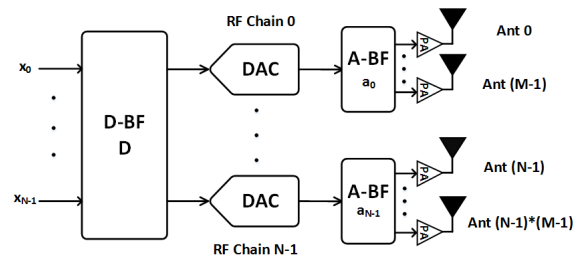 RF Chain 0
x0
D-BF
D
DAC
A-BF
a0
PA
Ant 0
PA
Ant (M-1)
xN-1
DAC
A-BF
aN-1
PA
Ant (N-1)
PA
Ant (N-1)*(M-1)
RF Chain N-1